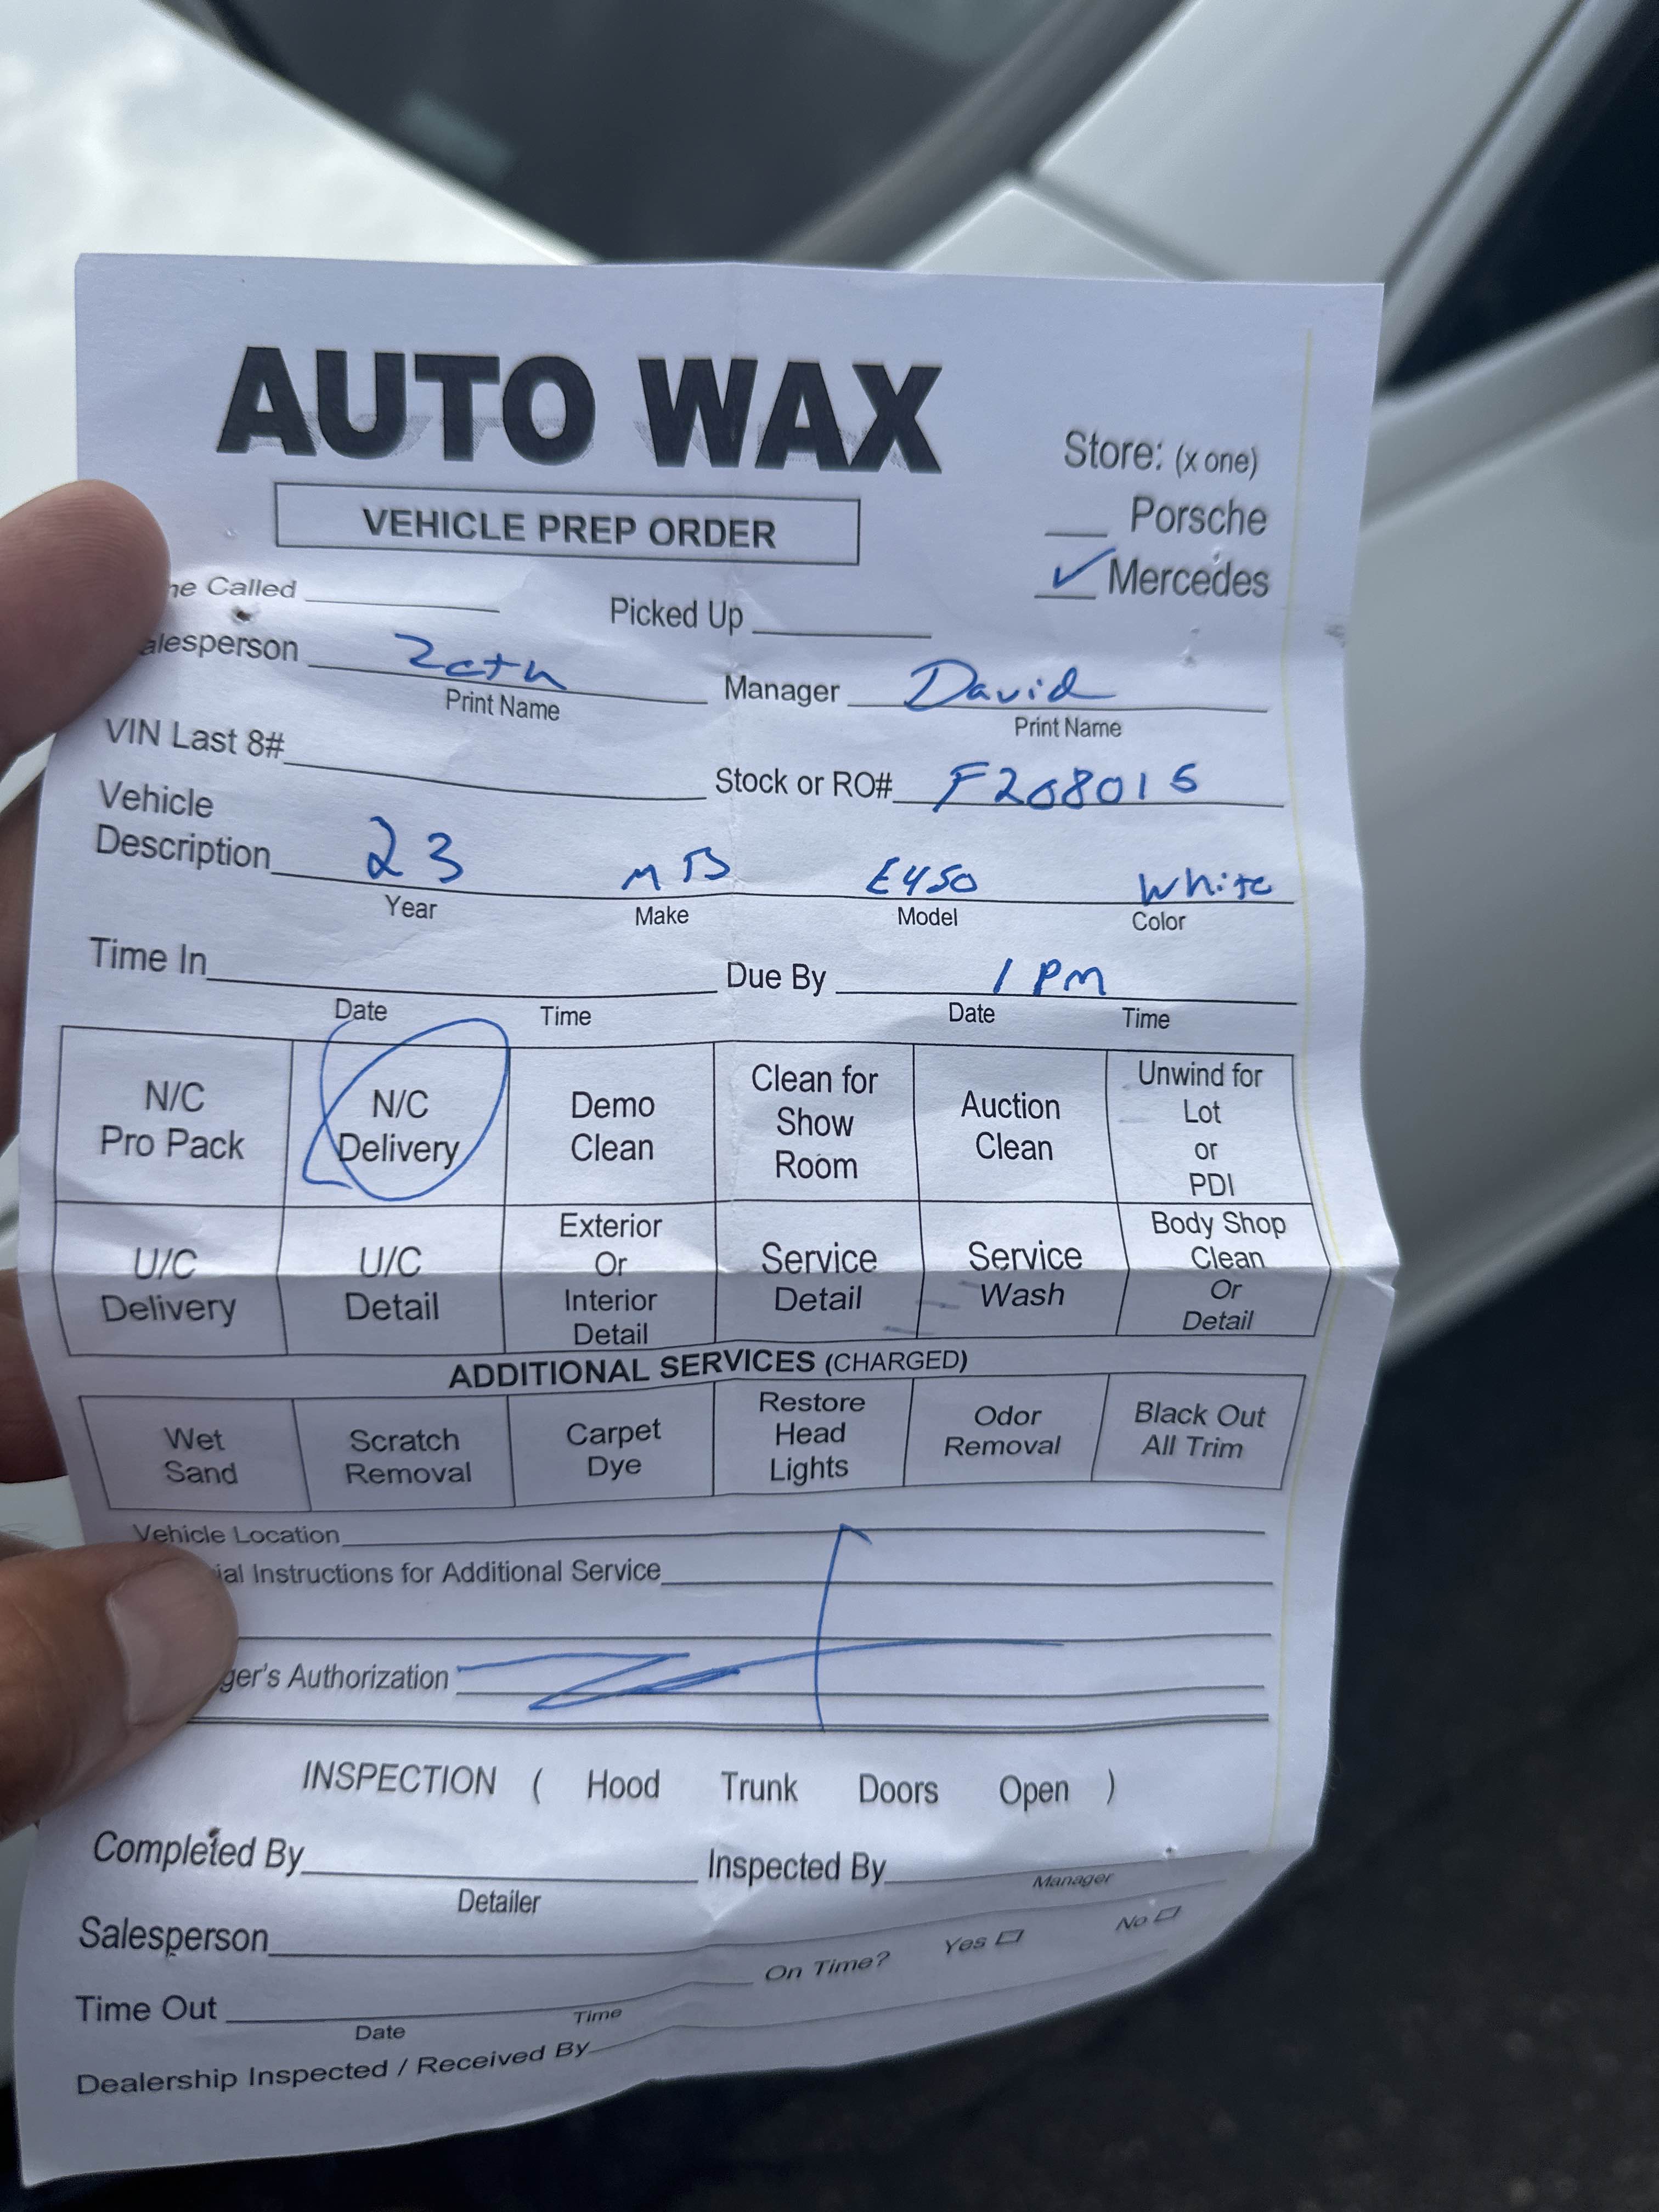 AUTO WAX
VEHICLE PREP ORDER
Store: (x one)
Porsche
✓ Mercedes
Called Picked Up
Salesperson Manager David
Print Name Print Name
VIN Last 8# Stock or RO# F268015
Vehicle
Description 23 MB E450 White
Year Make Model Color
Time In Due By 1 PM
Date Time Date Time
N/C Pro Pack
N/C Delivery
Demo Clean
Clean for Show Room
Auction Clean
Unwind for Lot or PDI
U/C Delivery
U/C Detail
Exterior Or Interior Detail
Service Detail
Service Wash
Body Shop Clean Or Detail
ADDITIONAL SERVICES (CHARGED)
Wet Sand
Scratch Removal
Carpet Dye
Restore Head Lights
Odor Removal
Black Out All Trim
Vehicle Location
ial Instructions for Additional Service
ger's Authorization
INSPECTION ( Hood Trunk Doors Open )
Completed By Inspected By
Detailer Manager
Salesperson
On Time? Yes No
Time Out
Date Time
Dealership Inspected / Received By